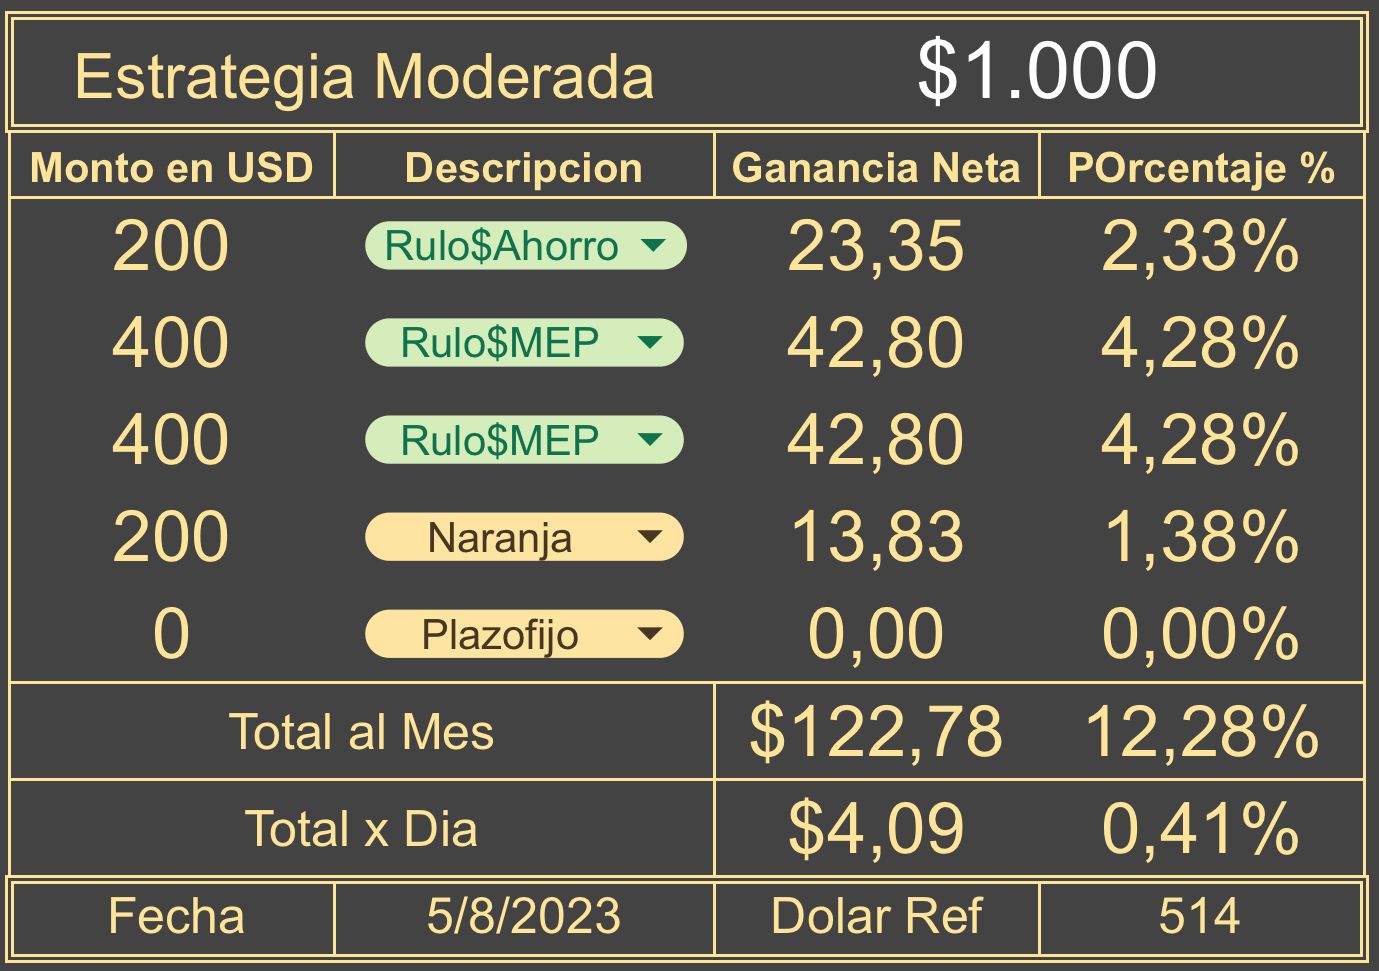 Estrategia Moderada $1.000
Monto en USD Descripcion Ganancia Neta POrcentaje %
200 Rulo$Ahorro 23,35 2,33%
400 Rulo$MEP 42,80 4,28%
400 Rulo$MEP 42,80 4,28%
200 Naranja 13,83 1,38%
0 Plazofijo 0,00 0,00%
Total al Mes $122,78 12,28%
Total x Dia $4,09 0,41%
Fecha 5/8/2023 Dolar Ref 514